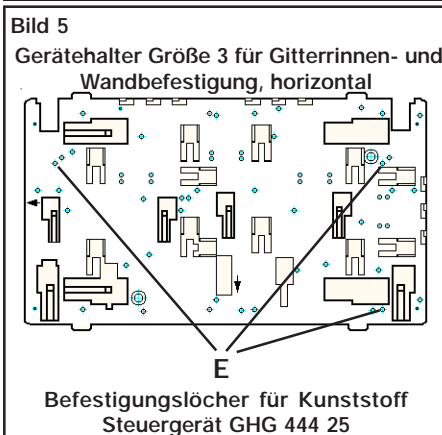 Bild 5
Gerätehalter Größe 3 für Gitterrinnen- und
Wandbefestigung, horizontal
E
Befestigungslöcher für Kunststoff
Steuergerät GHG 444 25